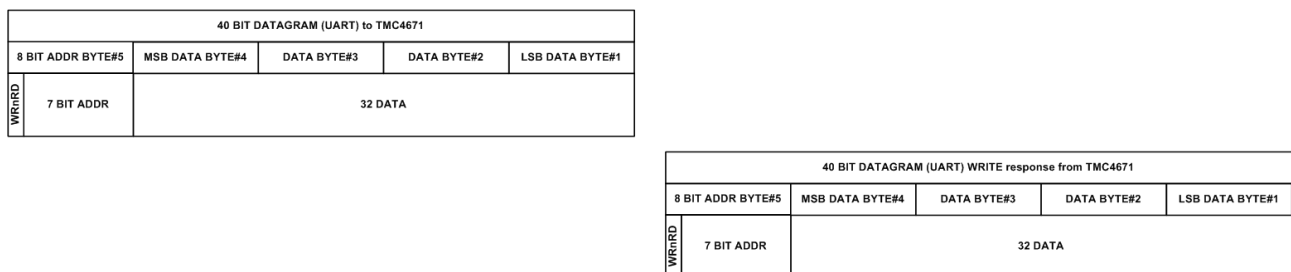 40 BIT DATAGRAM (UART) to TMC4671
8 BIT ADDR BYTE#5 MSB DATA BYTE#4 DATA BYTE#3 DATA BYTE#2 LSB DATA BYTE#1
WRnRD 7 BIT ADDR 32 DATA
40 BIT DATAGRAM (UART) WRITE response from TMC4671
8 BIT ADDR BYTE#5 MSB DATA BYTE#4 DATA BYTE#3 DATA BYTE#2 LSB DATA BYTE#1
WRnRD 7 BIT ADDR 32 DATA